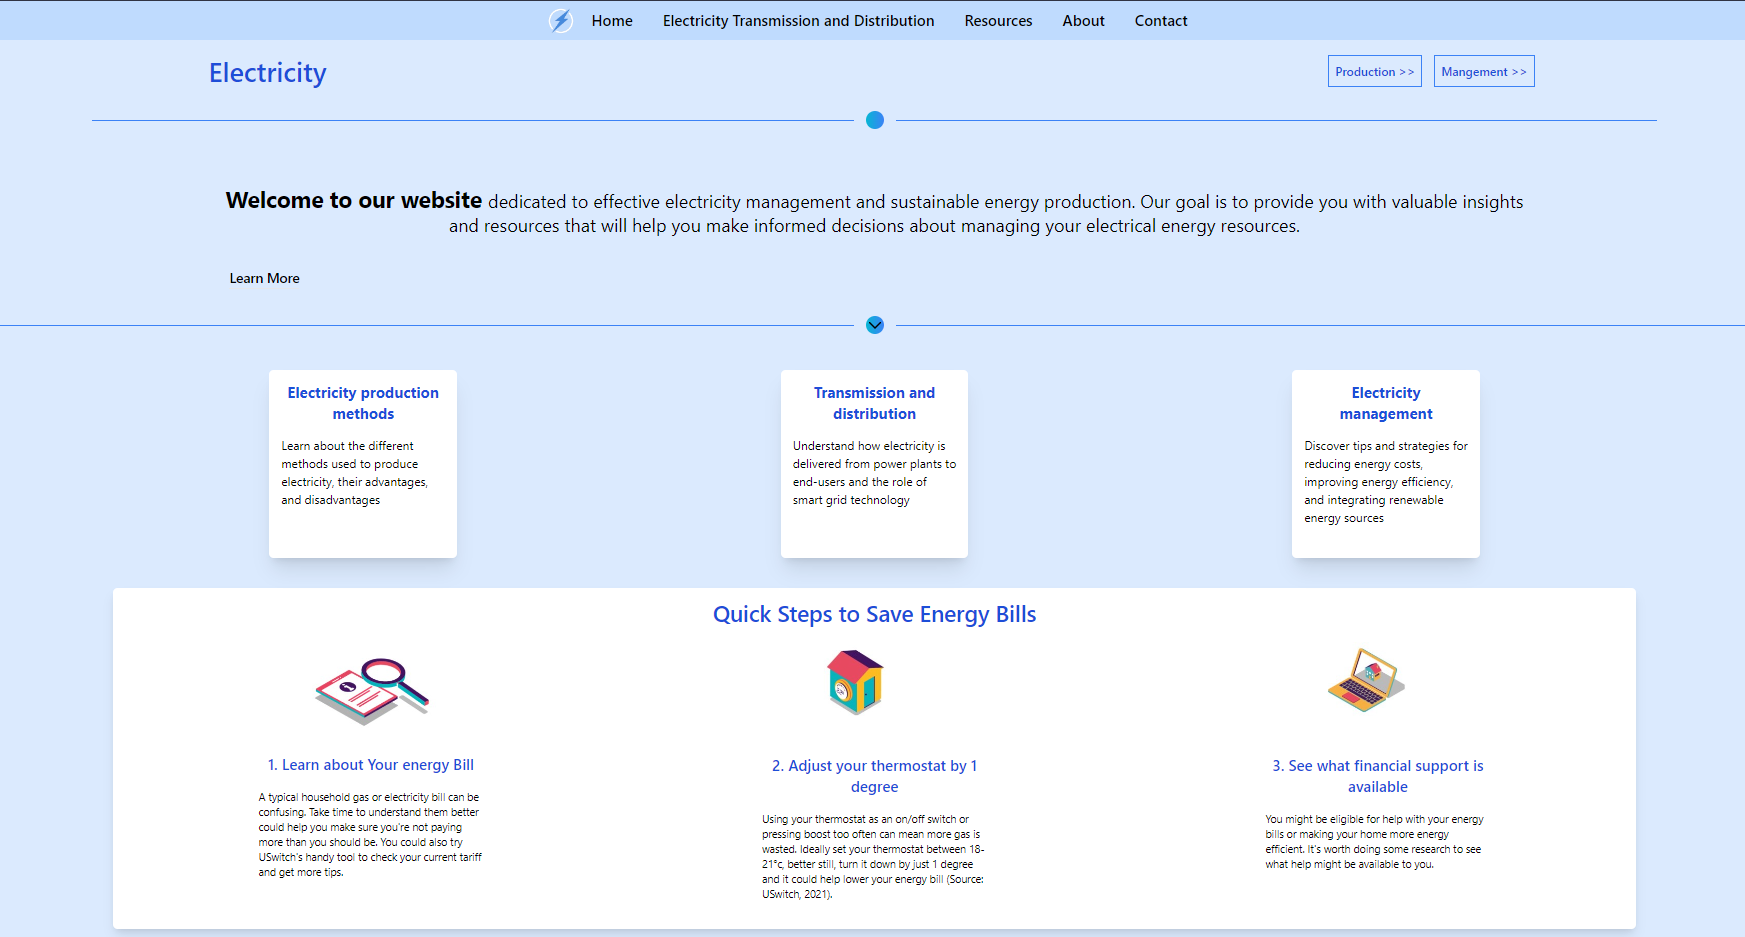 Home Electricity Transmission and Distribution Resources About Contact
Electricity
Production >> Mangement >>
Welcome to our website dedicated to effective electricity management and sustainable energy production. Our goal is to provide you with valuable insights
and resources that will help you make informed decisions about managing your electrical energy resources.
Learn More
Electricity production
methods
Learn about the different
methods used to produce
electricity, their advantages,
and disadvantages
Transmission and
distribution
Understand how electricity is
delivered from power plants to
end-users and the role of
smart grid technology
Electricity
management
Discover tips and strategies for
reducing energy costs,
improving energy efficiency,
and integrating renewable
energy sources
Quick Steps to Save Energy Bills
1. Learn about Your energy Bill
A typical household gas or electricity bill can be
confusing. Take time to understand them better
could help you make sure you're not paying
more than you should be. You could also try
USwitch's handy tool to check your current tariff
and get more tips.
2. Adjust your thermostat by 1
degree
Using your thermostat as an on/off switch or
pressing boost too often can mean more gas is
wasted. Ideally set your thermostat between 18-
21°c, better still, turn it down by just 1 degree
and it could help lower your energy bill (Source:
USwitch, 2021).
3. See what financial support is
available
You might be eligible for help with your energy
bills or making your home more energy
efficient. It's worth doing some research to see
what help might be available to you.